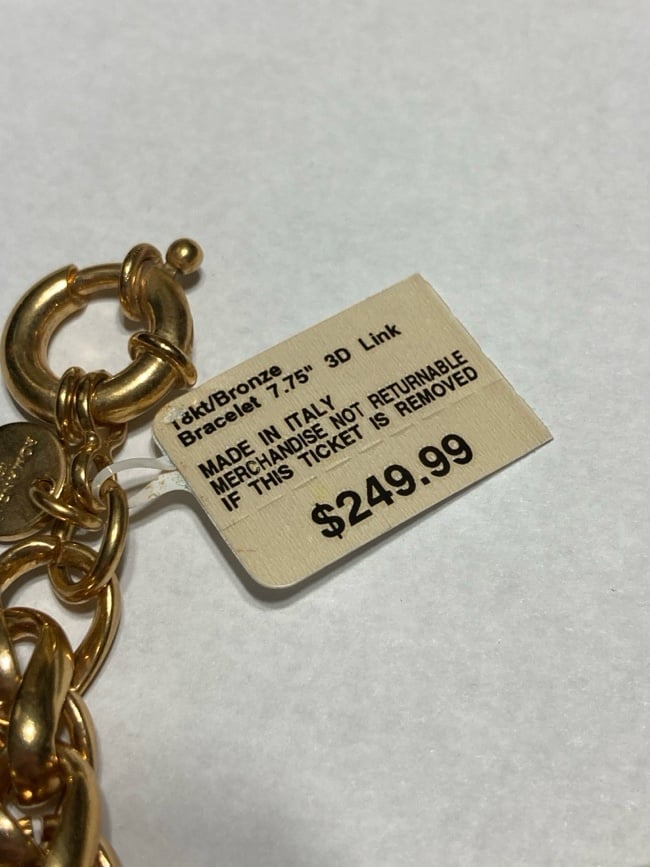 18kt/Bronze
Bracelet 7.75" 3D Link
MADE IN ITALY
MERCHANDISE NOT RETURNABLE
IF THIS TICKET IS REMOVED
$249.99